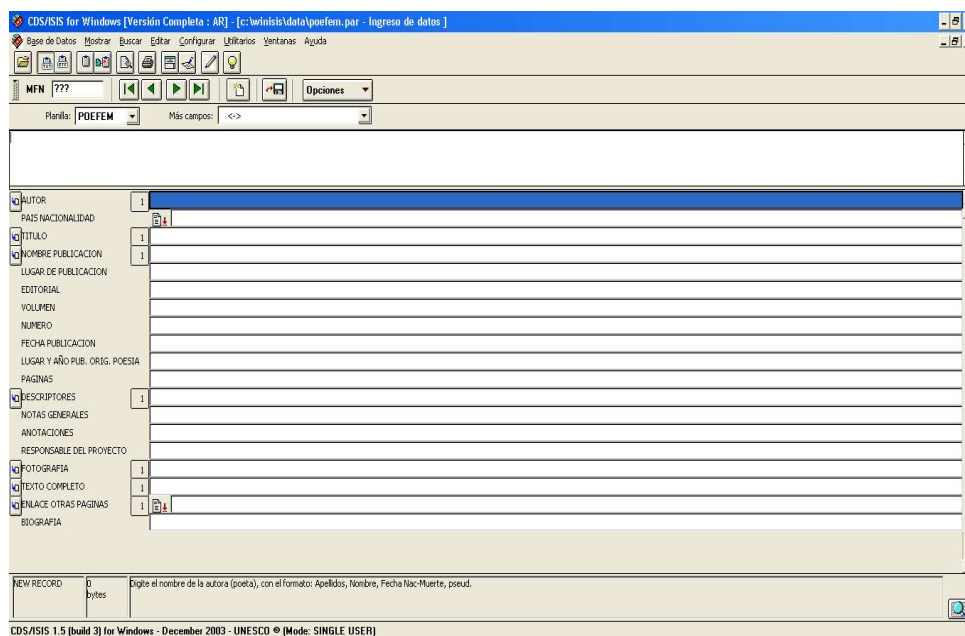 CDS/ISIS for Windows [Versión Completa : AR] - [c:\winisis\data\poefem.par - Ingreso de datos ]
Base de Datos Mostrar Buscar Editar Configurar Utilitarios Ventanas Ayuda
MFN ??? Opciones
Planilla: POEFEM Más campos: <->
AUTOR 1
PAIS NACIONALIDAD
TITULO 1
NOMBRE PUBLICACION 1
LUGAR DE PUBLICACION
EDITORIAL
VOLUMEN
NUMERO
FECHA PUBLICACION
LUGAR Y AÑO PUB. ORIG. POESIA
PAGINAS
DESCRIPTORES 1
NOTAS GENERALES
ANOTACIONES
RESPONSABLE DEL PROYECTO
FOTOGRAFIA 1
TEXTO COMPLETO 1
ENLACE OTRAS PAGINAS 1
BIOGRAFIA
NEW RECORD 0 Digite el nombre de la autora (poeta), con el formato: Apellidos, Nombre, Fecha Nac-Muerte, pseud.
bytes
CDS/ISIS 1.5 (build 3) for Windows - December 2003 - UNESCO © (Mode: SINGLE USER)